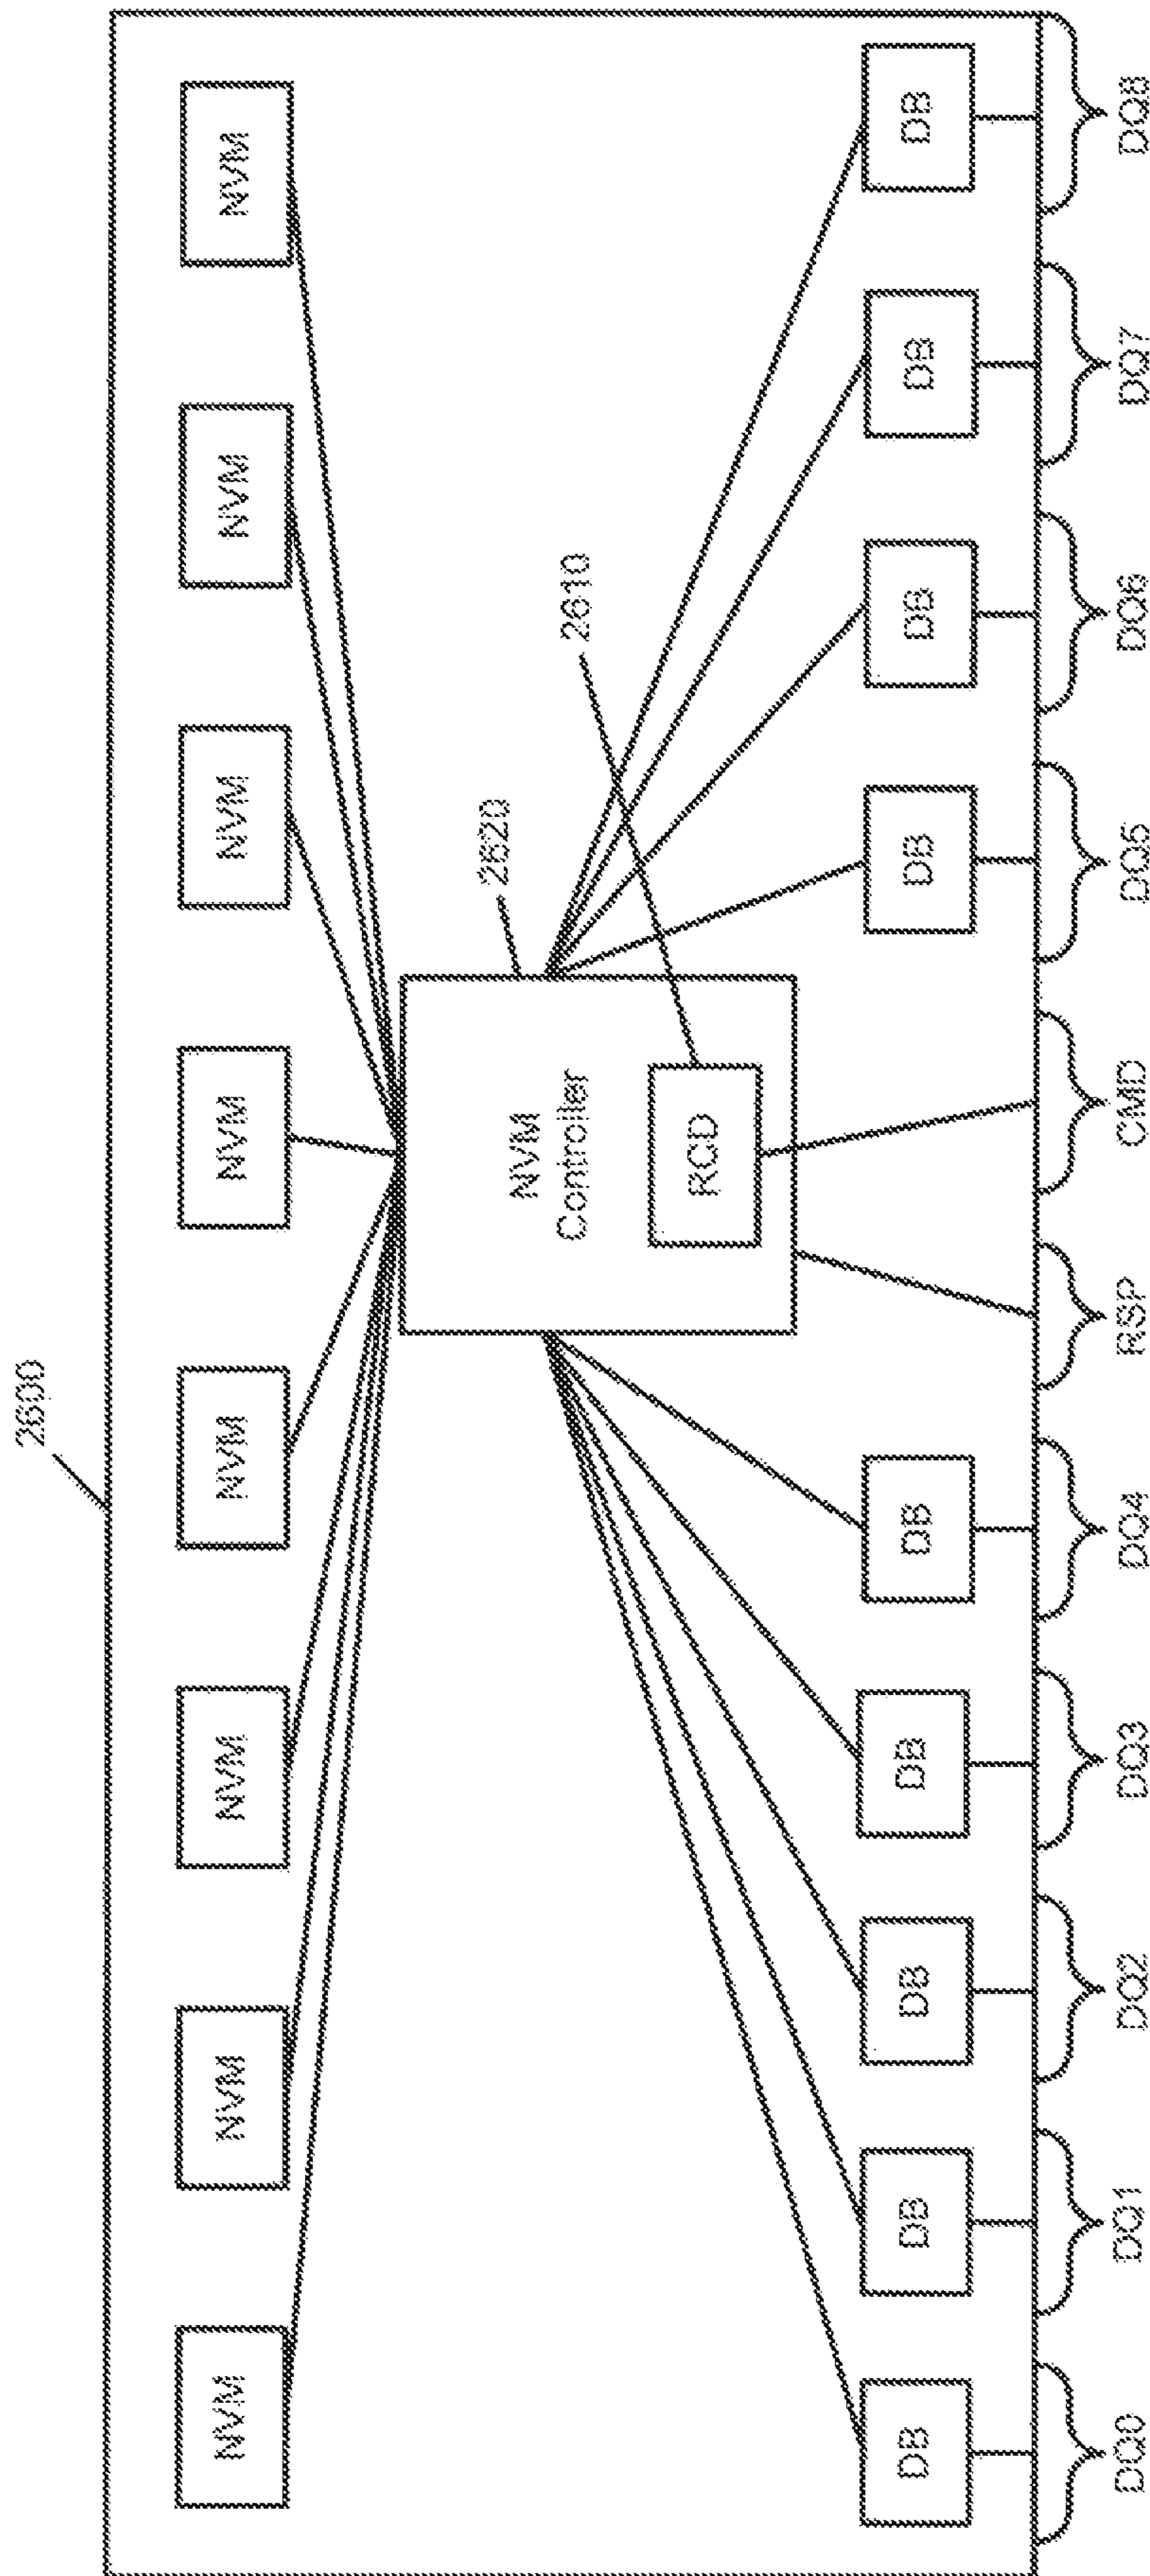 2600
NVM NVM NVM NVM NVM NVM NVM NVM
2620
NVM
Controller
2610
RCD
DB DB DB DB DB DB DB DB DB
DQ0 DQ1 DQ2 DQ3 DQ4 RSP CMD DQ5 DQ6 DQ7 DQ8